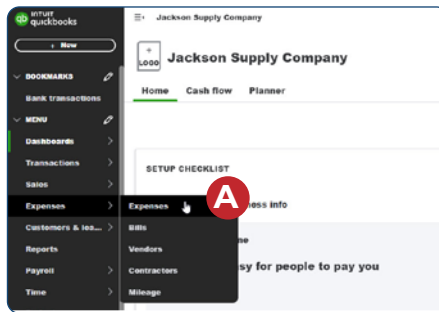 INTUIT
quickbooks
+ New
BOOKMARKS
Bank transactions
MENU
Dashboards
Transactions
Sales
Expenses
Customers & lea...
Reports
Payroll
Time
Jackson Supply Company
+
LOGO
Jackson Supply Company
Home Cash flow Planner
SETUP CHECKLIST
ness info
me
sy for people to pay you
Expenses
Bills
Vendors
Contractors
Mileage
A